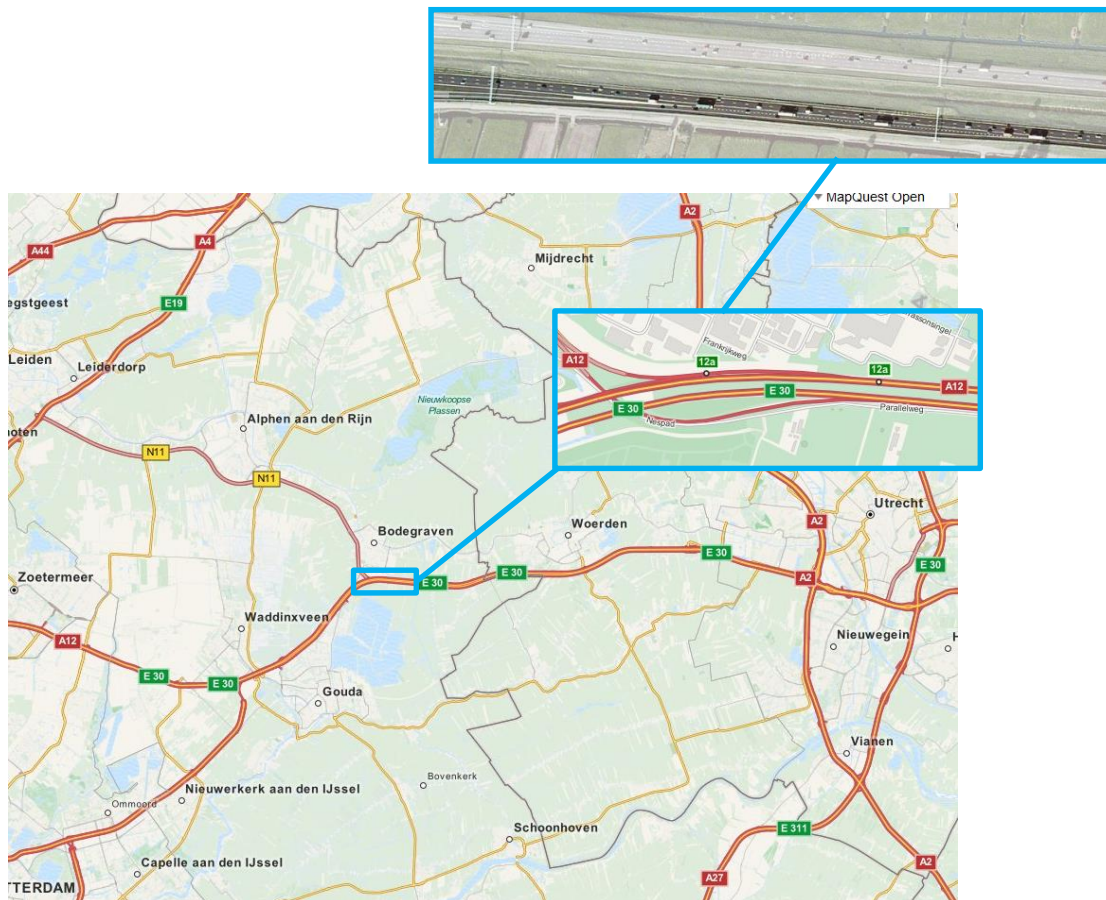 MapQuest Open
A2
A44
A4
Mijdrecht
egstgeest
E19
Leiden
Leiderdorp
A12
Frankrijkweg
12a
12a
A12
E 30
E 30
Nespad
Parallelweg
Nieuwkoopse
Plassen
Alphen aan den Rijn
oten
N11
N11
Utrecht
A2
Bodegraven
Woerden
E 30
E 30
E 30
E 30
A2
Zoetermeer
Waddinxveen
A12
Nieuwegein
H
E 30
E 30
Gouda
Vianen
Bovenkerk
Nieuwerkerk aan den IJssel
Ommoord
Schoonhoven
E 311
Capelle aan den IJssel
A2
A27
TTERDAM